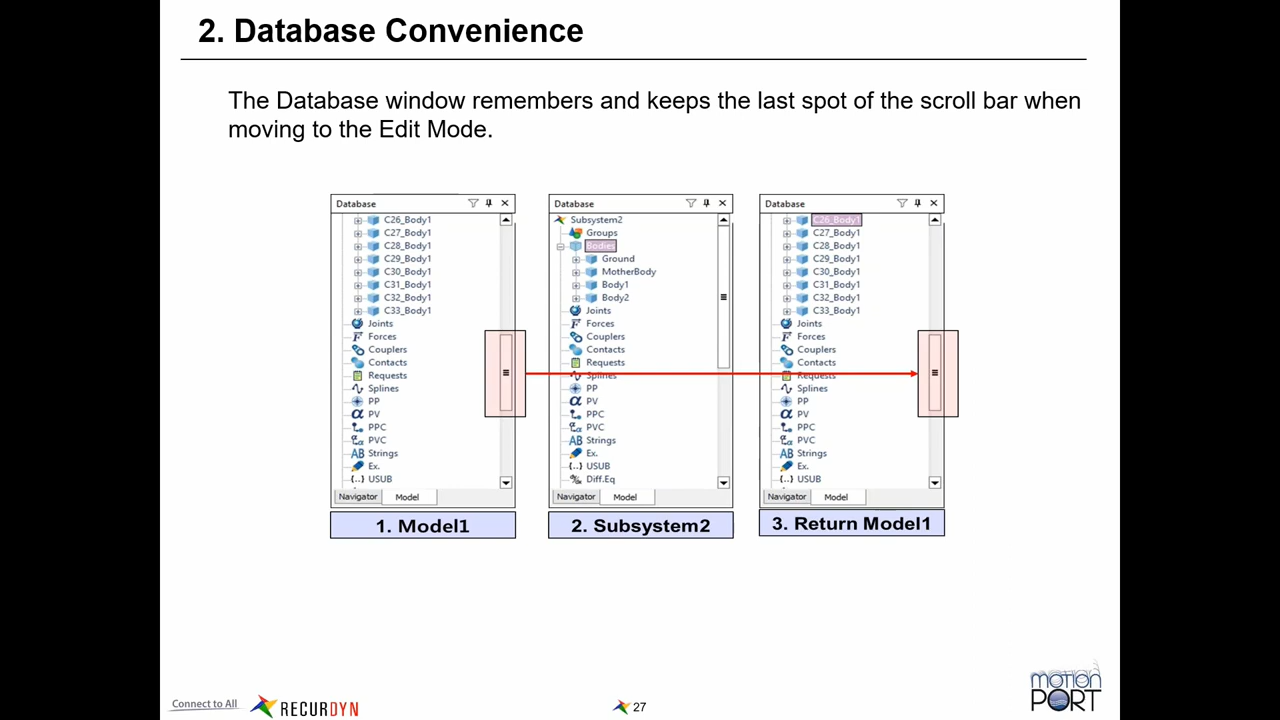 2. Database Convenience
The Database window remembers and keeps the last spot of the scroll bar when
moving to the Edit Mode.
Database
C26_Body1
C27_Body1
C28_Body1
C29_Body1
C30_Body1
C31_Body1
C32_Body1
C33_Body1
Joints
Forces
Couplers
Contacts
Requests
Splines
PP
PV
PPC
PVC
Strings
Ex.
USUB
Navigator Model
1. Model1
Database
Subsystem2
Groups
Bodies
Ground
MotherBody
Body1
Body2
Joints
Forces
Couplers
Contacts
Requests
Splines
PP
PV
PPC
PVC
Strings
Ex.
USUB
Diff.Eq
Navigator Model
2. Subsystem2
Database
C26_Body1
C27_Body1
C28_Body1
C29_Body1
C30_Body1
C31_Body1
C32_Body1
C33_Body1
Joints
Forces
Couplers
Contacts
Requests
Splines
PP
PV
PPC
PVC
Strings
Ex.
USUB
Navigator Model
3. Return Model1
Connect to All RECURDYN
27
motion
PORT